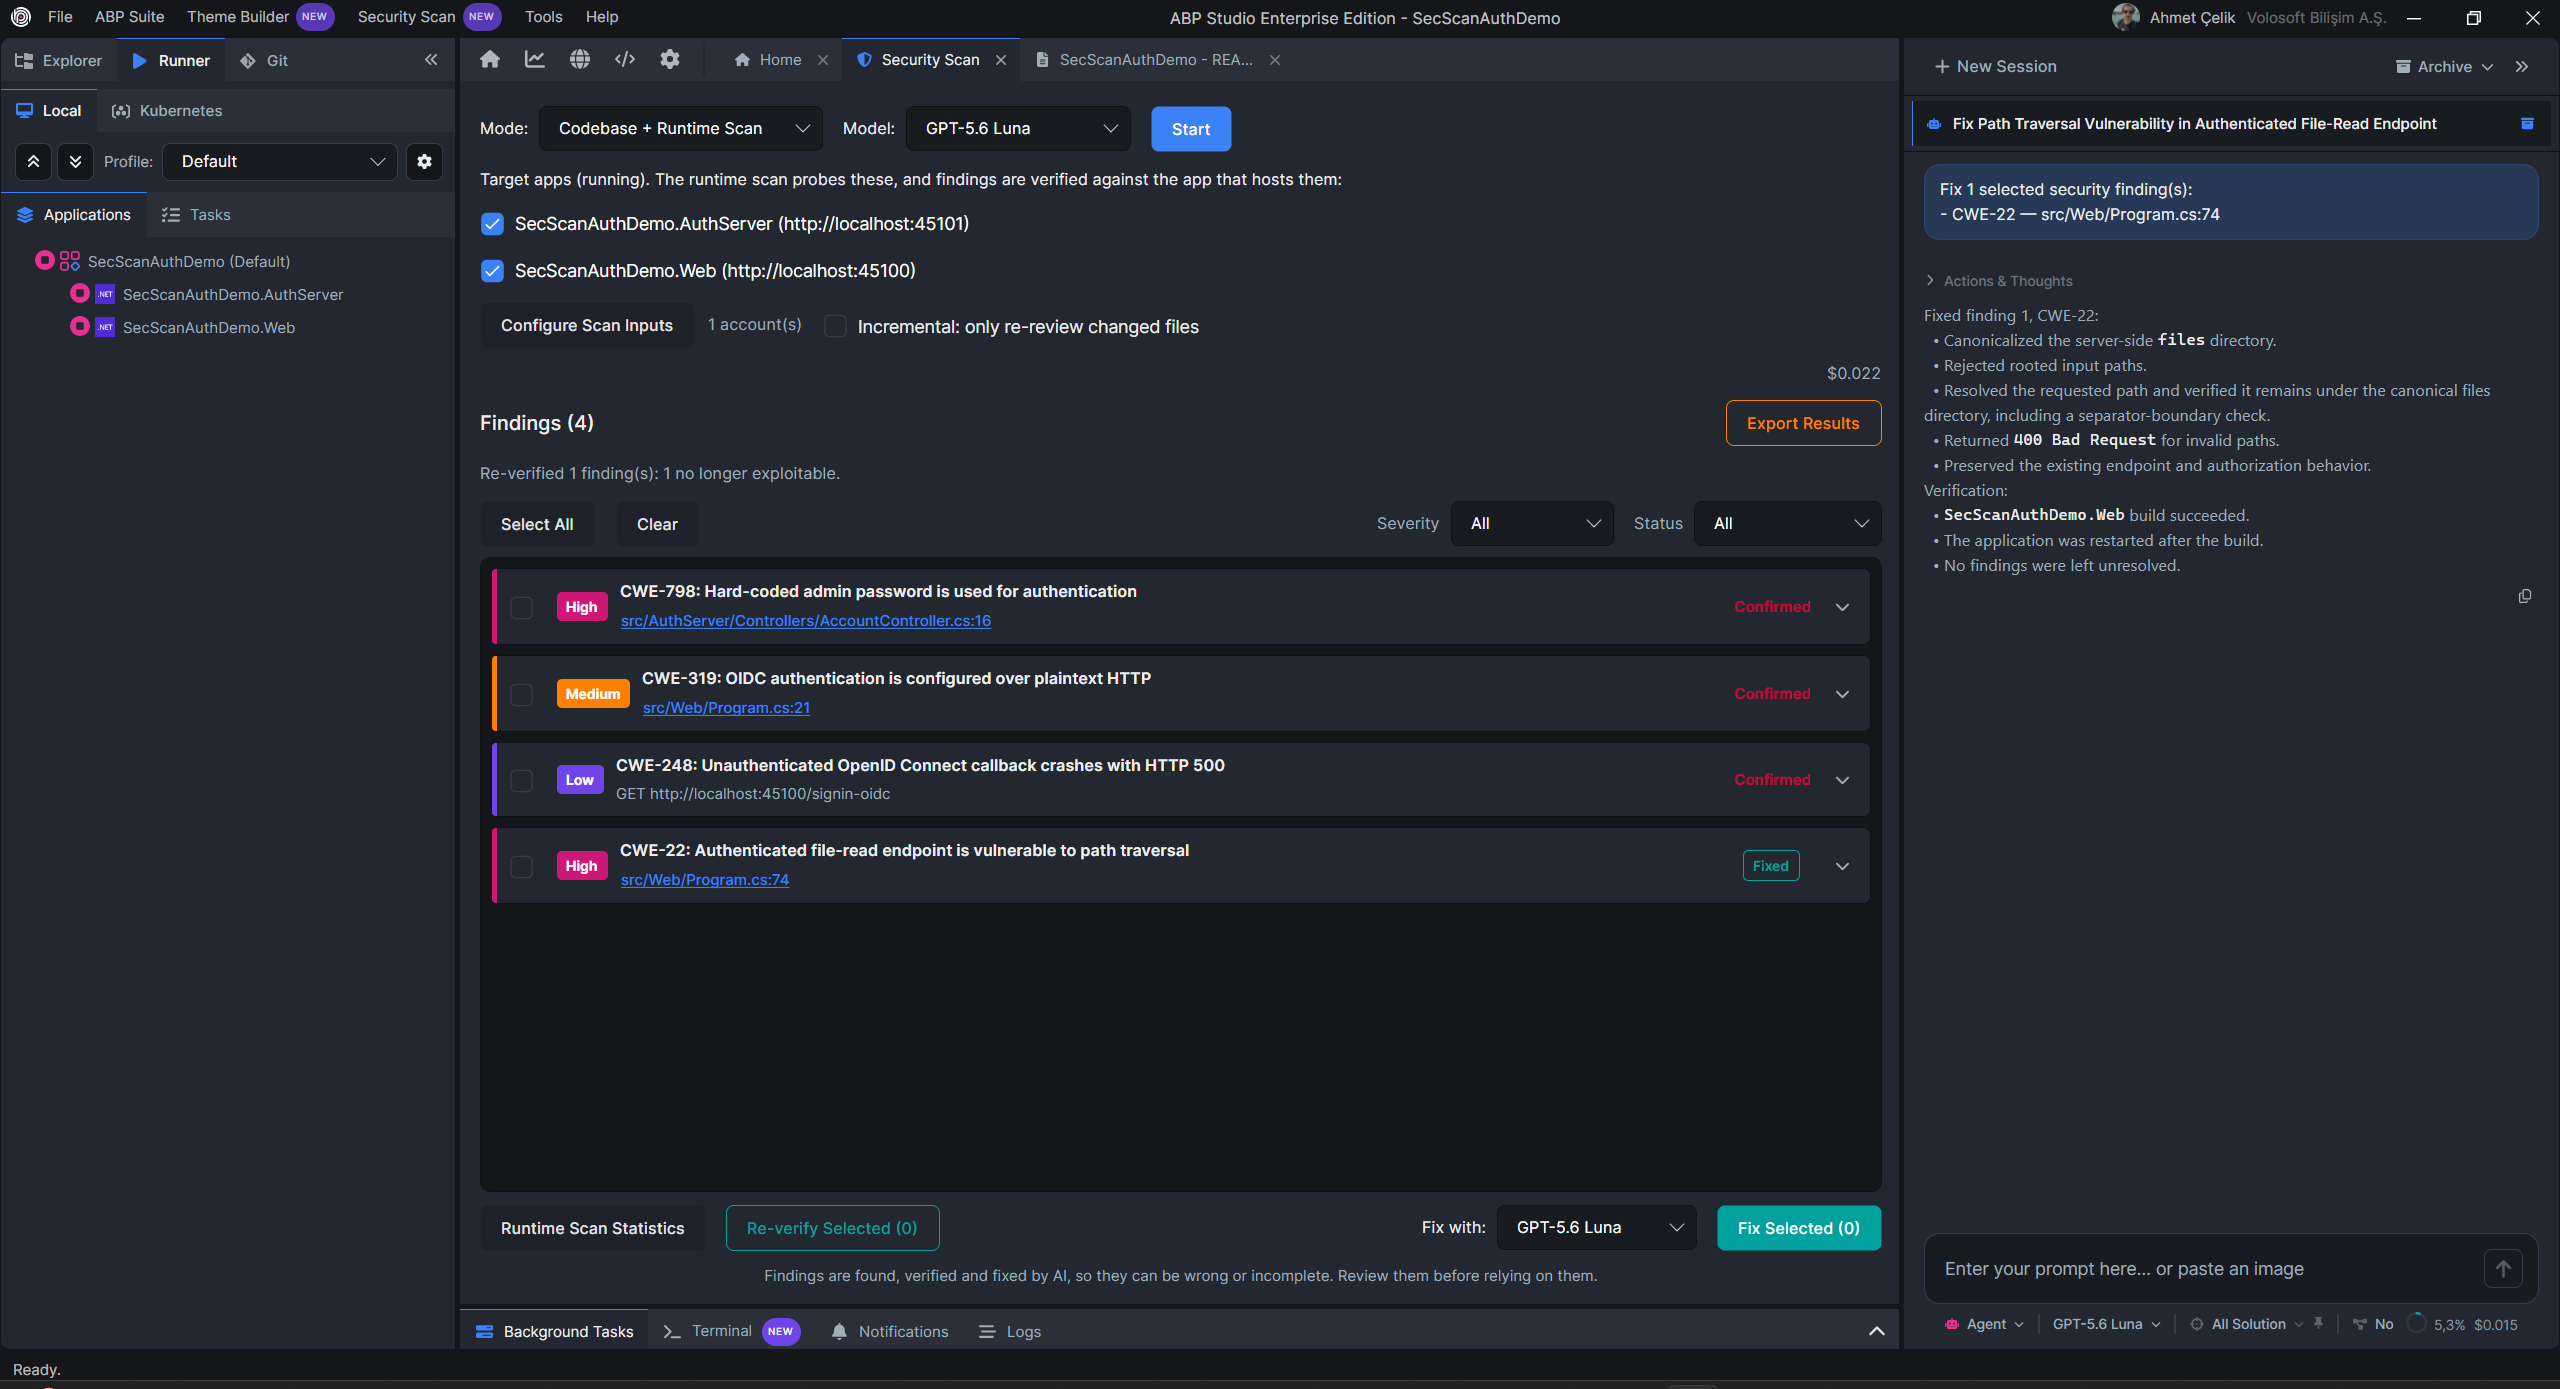 File ABP Suite Theme Builder NEW Security Scan NEW Tools Help
ABP Studio Enterprise Edition - SecScanAuthDemo
Ahmet Çelik Volosoft Bilişim A.Ş.
Explorer Runner Git
Local Kubernetes
Profile: Default
Applications Tasks
SecScanAuthDemo (Default)
.NET SecScanAuthDemo.AuthServer
.NET SecScanAuthDemo.Web
Home Security Scan SecScanAuthDemo - REA...
Mode: Codebase + Runtime Scan Model: GPT-5.6 Luna Start
Target apps (running). The runtime scan probes these, and findings are verified against the app that hosts them:
SecScanAuthDemo.AuthServer (http://localhost:45101)
SecScanAuthDemo.Web (http://localhost:45100)
Configure Scan Inputs 1 account(s) Incremental: only re-review changed files
$0.022
Findings (4) Export Results
Re-verified 1 finding(s): 1 no longer exploitable.
Select All Clear Severity All Status All
High CWE-798: Hard-coded admin password is used for authentication
src/AuthServer/Controllers/AccountController.cs:16
Confirmed
Medium CWE-319: OIDC authentication is configured over plaintext HTTP
src/Web/Program.cs:21
Confirmed
Low CWE-248: Unauthenticated OpenID Connect callback crashes with HTTP 500
GET http://localhost:45100/signin-oidc
Confirmed
High CWE-22: Authenticated file-read endpoint is vulnerable to path traversal
src/Web/Program.cs:74
Fixed
Runtime Scan Statistics Re-verify Selected (0) Fix with: GPT-5.6 Luna Fix Selected (0)
Findings are found, verified and fixed by AI, so they can be wrong or incomplete. Review them before relying on them.
Background Tasks Terminal NEW Notifications Logs
New Session Archive
Fix Path Traversal Vulnerability in Authenticated File-Read Endpoint
Fix 1 selected security finding(s):
- CWE-22 — src/Web/Program.cs:74
Actions & Thoughts
Fixed finding 1, CWE-22:
• Canonicalized the server-side files directory.
• Rejected rooted input paths.
• Resolved the requested path and verified it remains under the canonical files
directory, including a separator-boundary check.
• Returned 400 Bad Request for invalid paths.
• Preserved the existing endpoint and authorization behavior.
Verification:
• SecScanAuthDemo.Web build succeeded.
• The application was restarted after the build.
• No findings were left unresolved.
Enter your prompt here... or paste an image
Agent GPT-5.6 Luna All Solution No 5,3% $0.015
Ready.